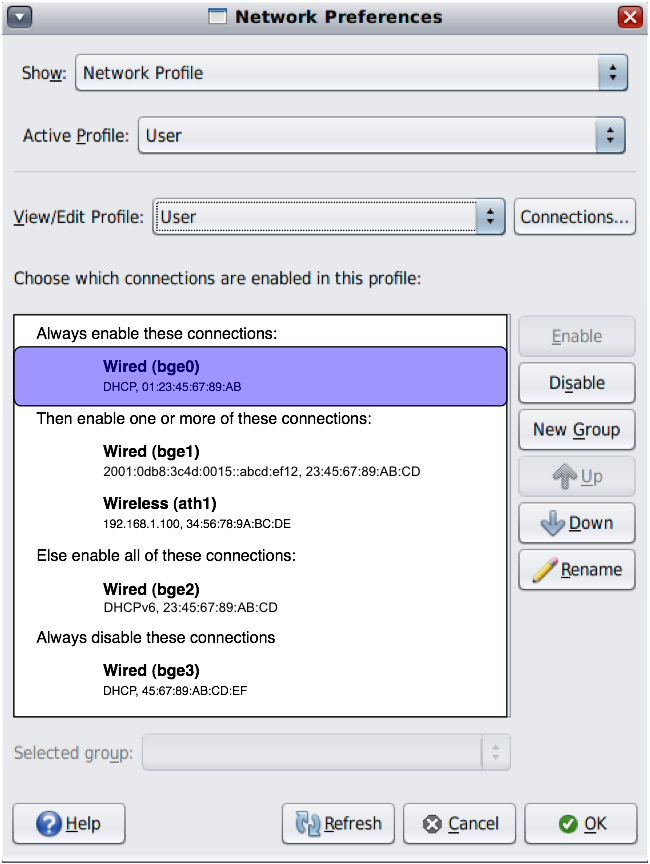 Network Preferences
Show: Network Profile
Active Profile: User
View/Edit Profile: User Connections...
Choose which connections are enabled in this profile:
Always enable these connections:
Wired (bge0)
DHCP, 01:23:45:67:89:AB
Then enable one or more of these connections:
Wired (bge1)
2001:0db8:3c4d:0015::abcd:ef12, 23:45:67:89:AB:CD
Wireless (ath1)
192.168.1.100, 34:56:78:9A:BC:DE
Else enable all of these connections:
Wired (bge2)
DHCPv6, 23:45:67:89:AB:CD
Always disable these connections
Wired (bge3)
DHCP, 45:67:89:AB:CD:EF
Enable
Disable
New Group
Up
Down
Rename
Selected group:
Help Refresh Cancel OK